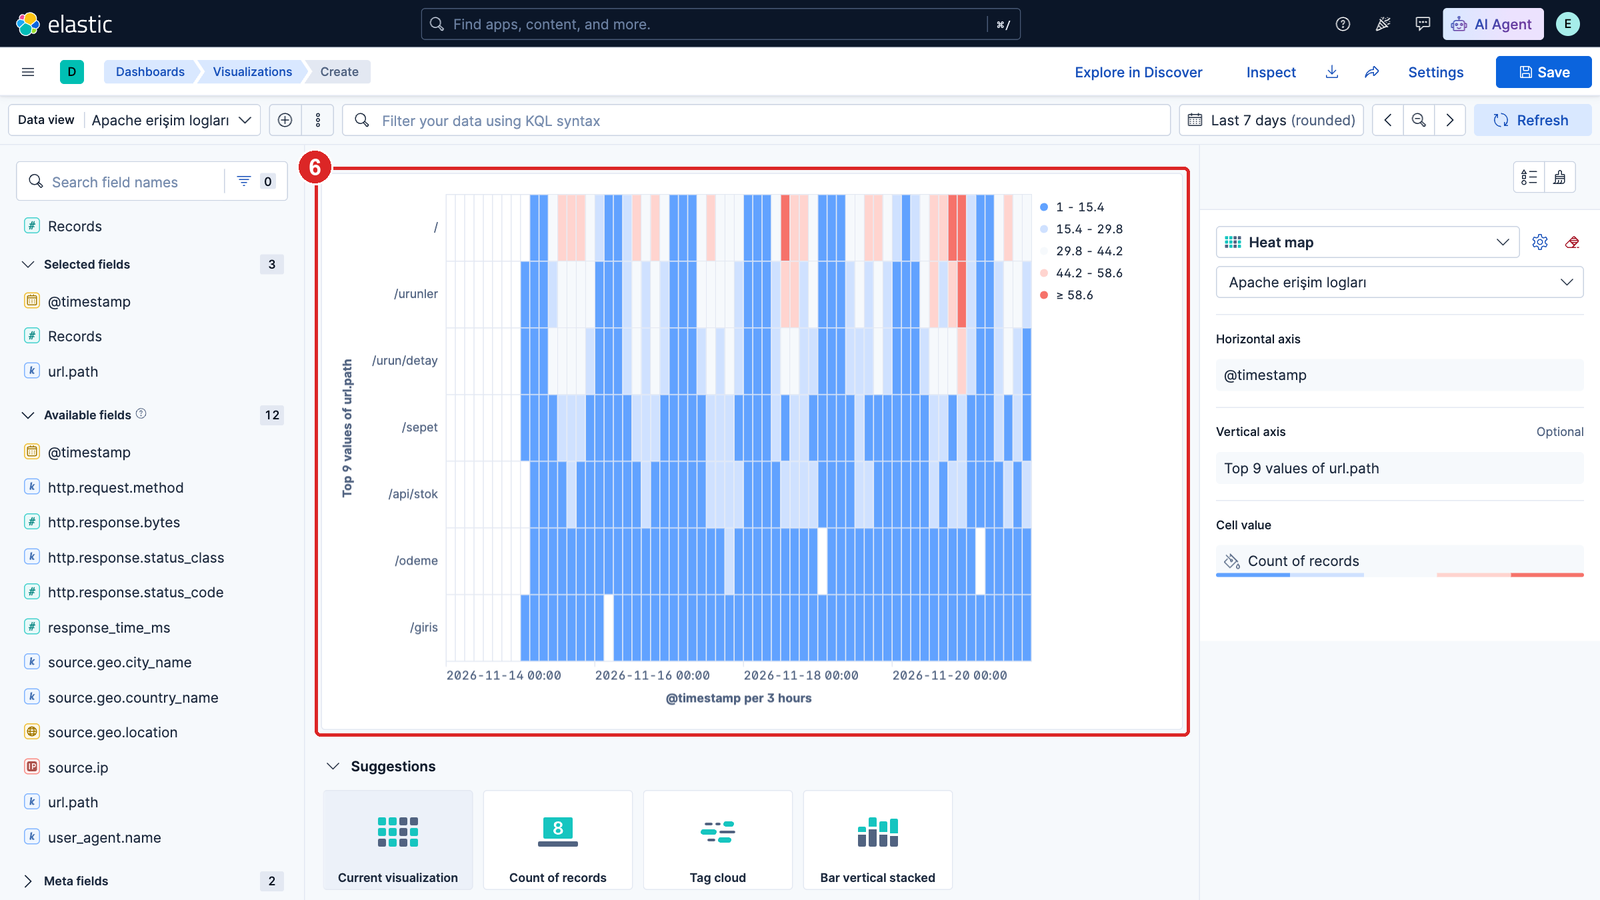 elastic
Find apps, content, and more.
⌘/
AI Agent
E
D
Dashboards
Visualizations
Create
Explore in Discover
Inspect
Settings
Save
Data view
Apache erişim logları
Filter your data using KQL syntax
Last 7 days (rounded)
Refresh
Search field names
0
Records
Selected fields
3
@timestamp
Records
url.path
Available fields
12
@timestamp
http.request.method
http.response.bytes
http.response.status_class
http.response.status_code
response_time_ms
source.geo.city_name
source.geo.country_name
source.geo.location
source.ip
url.path
user_agent.name
Meta fields
2
6
Top 9 values of url.path
/
/urunler
/urun/detay
/sepet
/api/stok
/odeme
/giris
2026-11-14 00:00
2026-11-16 00:00
2026-11-18 00:00
2026-11-20 00:00
@timestamp per 3 hours
1 - 15.4
15.4 - 29.8
29.8 - 44.2
44.2 - 58.6
≥ 58.6
Suggestions
Current visualization
8
Count of records
Tag cloud
Bar vertical stacked
Heat map
Apache erişim logları
Horizontal axis
@timestamp
Vertical axis
Optional
Top 9 values of url.path
Cell value
Count of records